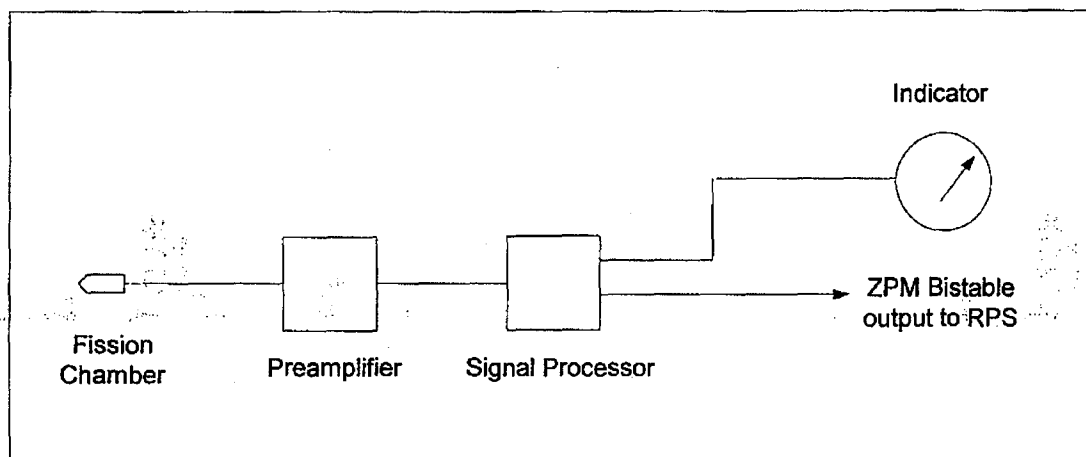 Indicator
ZPM Bistable
output to RPS
Fission
Chamber
Preamplifier
Signal Processor